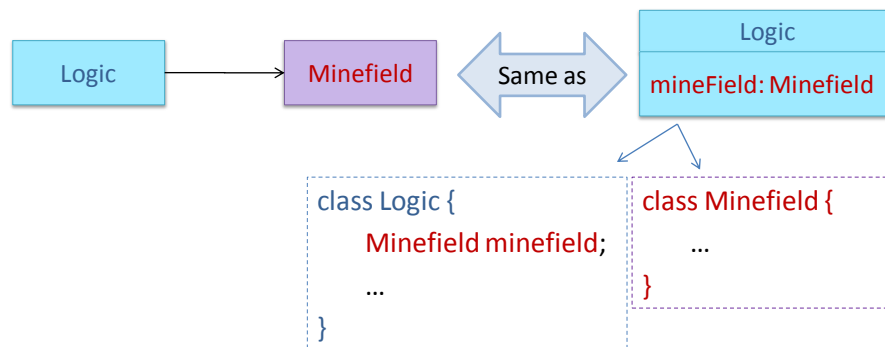 Logic
Minefield
Same as
Logic
mineField: Minefield
class Logic {
Minefield minefield;
…
}
class Minefield {
…
}